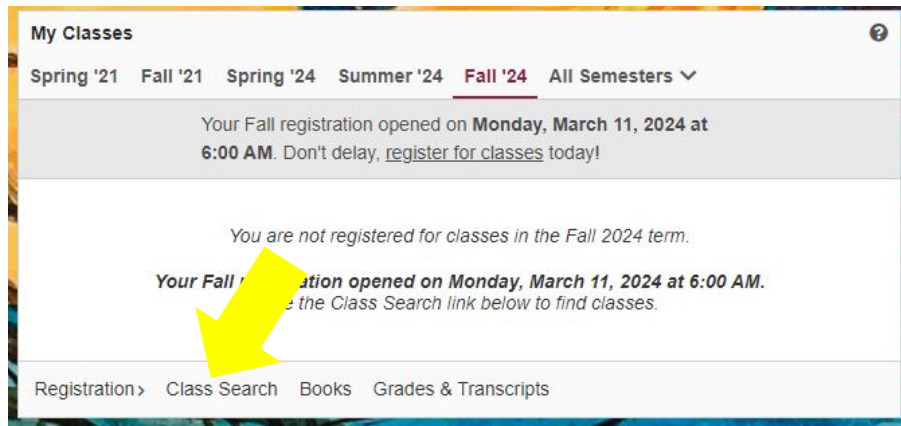 My Classes
Spring '21 Fall '21 Spring '24 Summer '24 Fall '24 All Semesters
Your Fall registration opened on Monday, March 11, 2024 at
6:00 AM. Don't delay, register for classes today!
You are not registered for classes in the Fall 2024 term.
Your Fall opened on Monday, March 11, 2024 at 6:00 AM.
the Class Search link below to find classes.
Registration> Class Search Books Grades & Transcripts